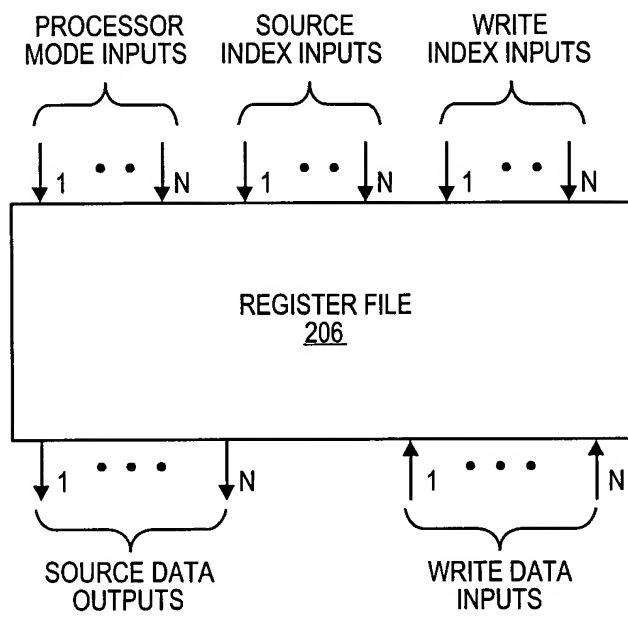 PROCESSOR
MODE INPUTS
SOURCE
INDEX INPUTS
WRITE
INDEX INPUTS
1 N 1 N 1 N
REGISTER FILE
206
1 N 1 N
SOURCE DATA
OUTPUTS
WRITE DATA
INPUTS